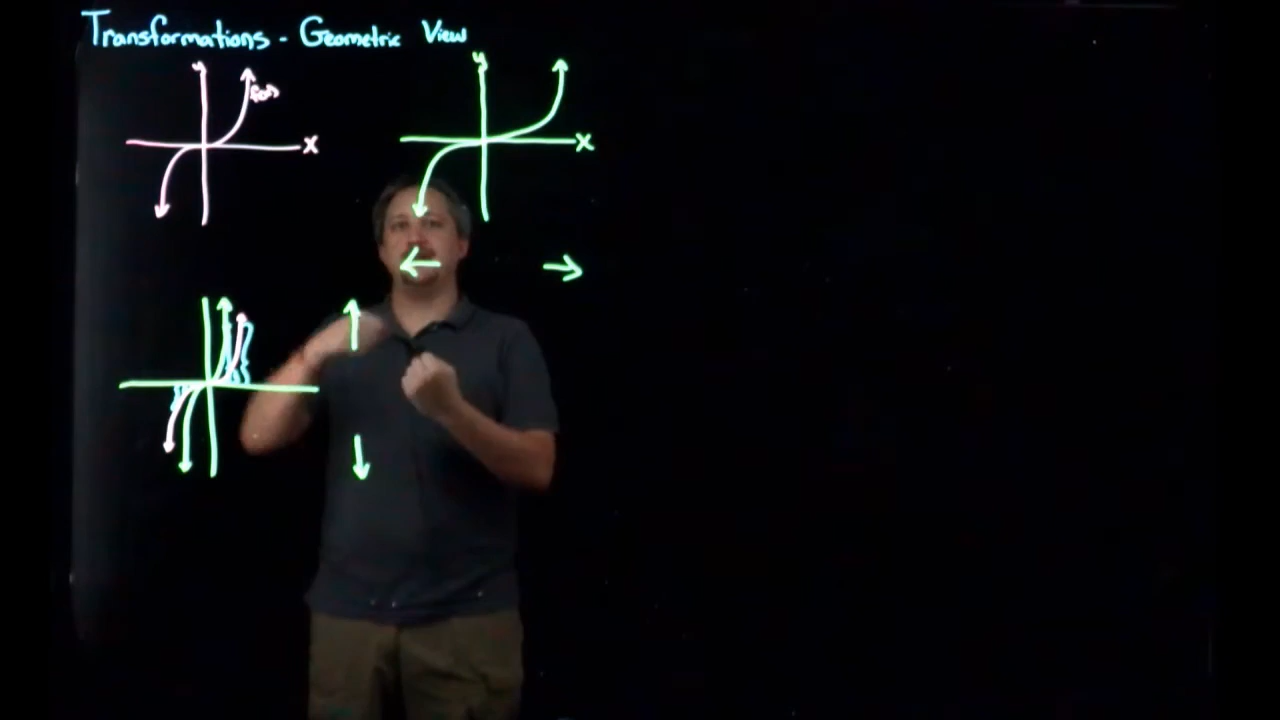 Transformations - Geometric View
y
f(x)
x
y
x